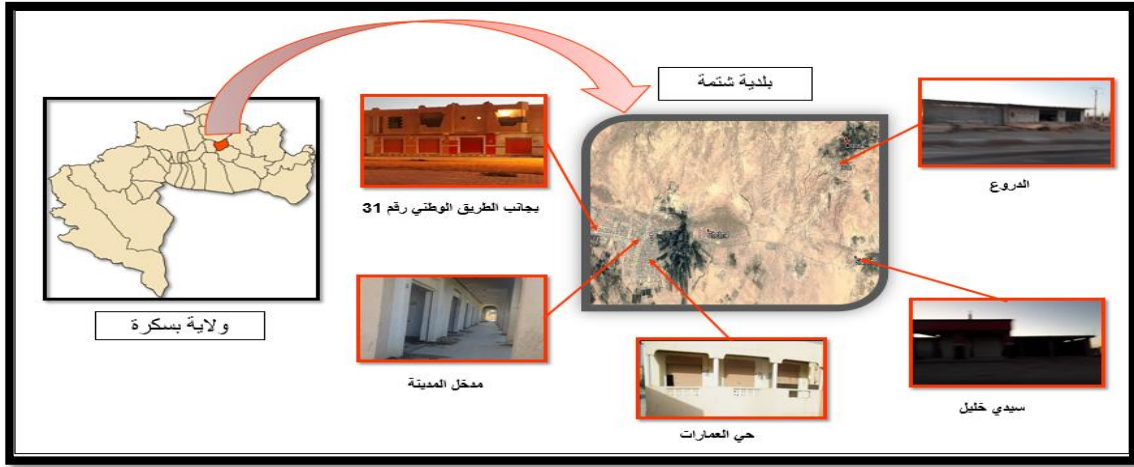 بلدية شتمة
الدروع
بجانب الطريق الوطني رقم 31
ولاية بسكرة
مدخل المدينة
حي العمارات
سيدي خليل